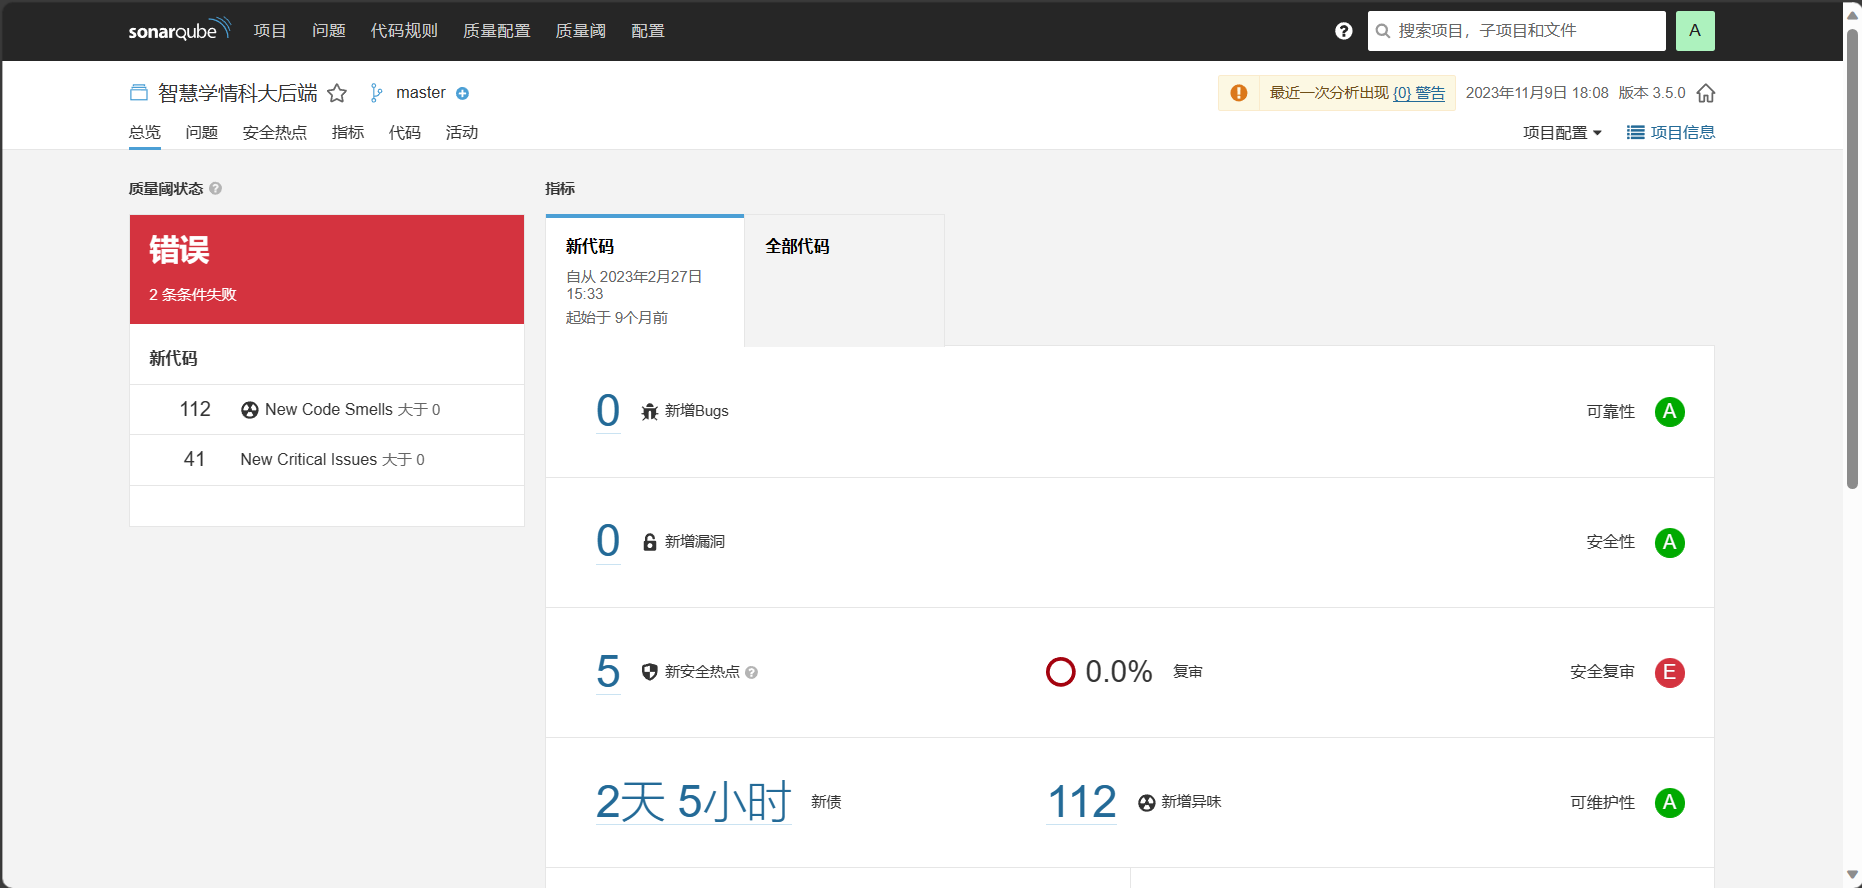 sonarqube 项目 问题 代码规则 质量配置 质量阈 配置 搜索项目，子项目和文件 A
智慧学情科大后端 master 最近一次分析出现 {0} 警告 2023年11月9日 18:08 版本 3.5.0
总览 问题 安全热点 指标 代码 活动 项目配置 项目信息
质量阈状态
错误
2 条条件失败
新代码
112 New Code Smells 大于 0
41 New Critical Issues 大于 0
指标
新代码
自从 2023年2月27日
15:33
起始于 9个月前
全部代码
0 新增Bugs 可靠性 A
0 新增漏洞 安全性 A
5 新安全热点 0.0% 复审 安全复审 E
2天 5小时 新债 112 新增异味 可维护性 A